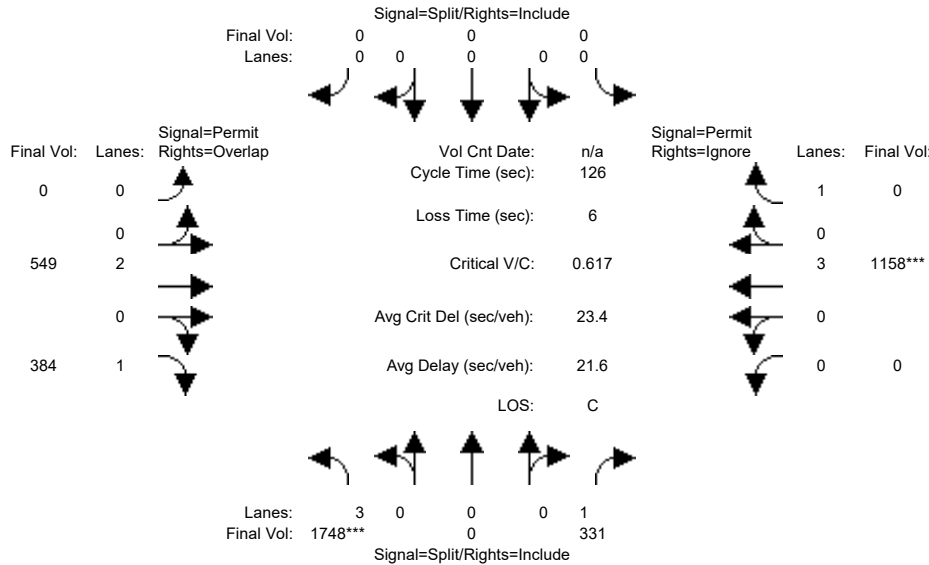 Signal=Split/Rights=Include
Final Vol: 0 0 0
Lanes: 0 0 0 0 0
Signal=Permit Signal=Permit
Final Vol: Lanes: Rights=Overlap Vol Cnt Date: n/a Rights=Ignore Lanes: Final Vol:
Cycle Time (sec): 126
0 0 1 0
Loss Time (sec): 6
0 0
549 2 Critical V/C: 0.617 3 1158***
0 Avg Crit Del (sec/veh): 23.4 0
384 1 Avg Delay (sec/veh): 21.6 0 0
LOS: C
Lanes: 3 0 0 0 1
Final Vol: 1748*** 0 331
Signal=Split/Rights=Include